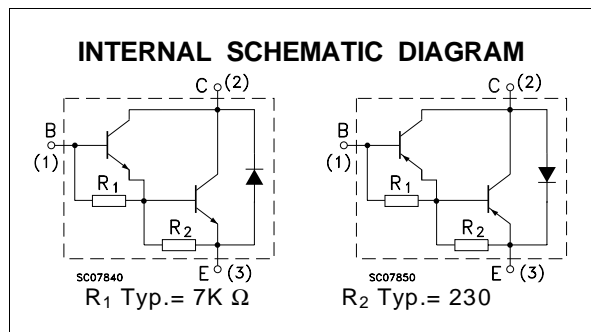 INTERNAL SCHEMATIC DIAGRAM
C (2)
C (2)
B
(1)
B
(1)
R1
R1
R2
R2
SC07840
E (3)
SC07850
E (3)
R1 Typ.= 7K Ω
R2 Typ.= 230